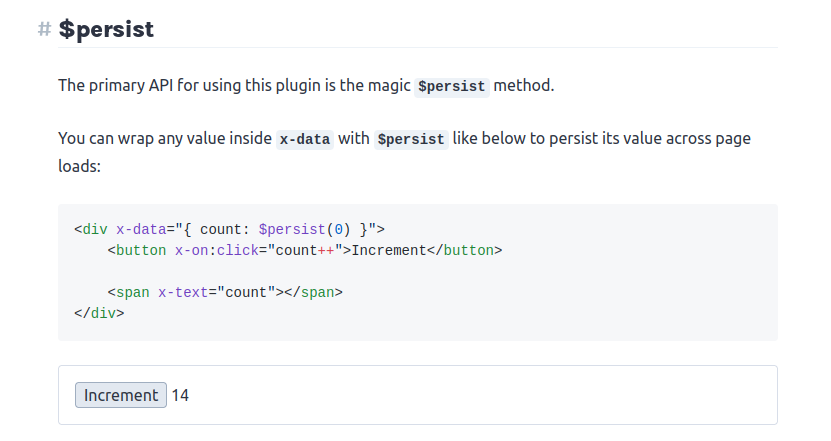 # $persist
The primary API for using this plugin is the magic $persist method.
You can wrap any value inside x-data with $persist like below to persist its value across page
loads:
<div x-data="{ count: $persist(0) }">
    <button x-on:click="count++">Increment</button>
    <span x-text="count"></span>
</div>
Increment 14